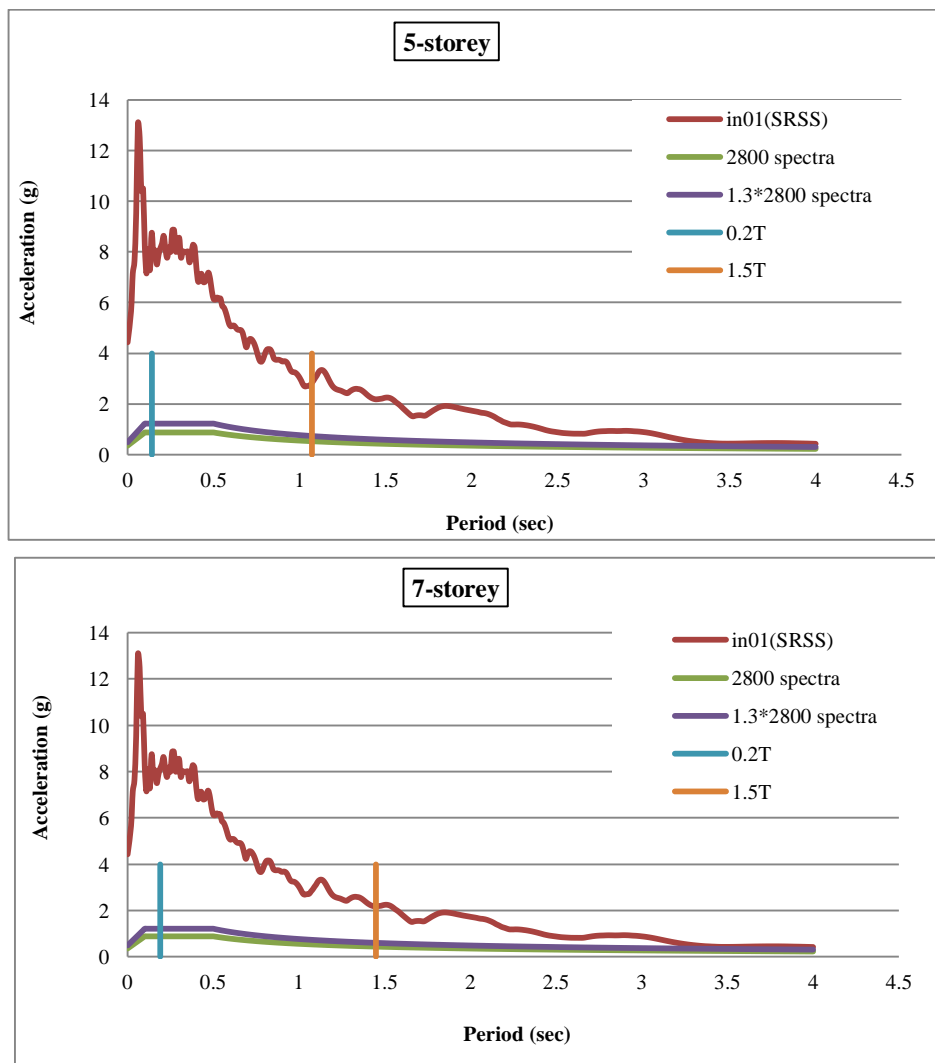 5-storey
14
12
10
8
6
4
2
0
Acceleration (g)
in01(SRSS)
2800 spectra
1.3*2800 spectra
0.2T
1.5T
0 0.5 1 1.5 2 2.5 3 3.5 4 4.5
Period (sec)
7-storey
14
12
10
8
6
4
2
0
Acceleration (g)
in01(SRSS)
2800 spectra
1.3*2800 spectra
0.2T
1.5T
0 0.5 1 1.5 2 2.5 3 3.5 4 4.5
Period (sec)